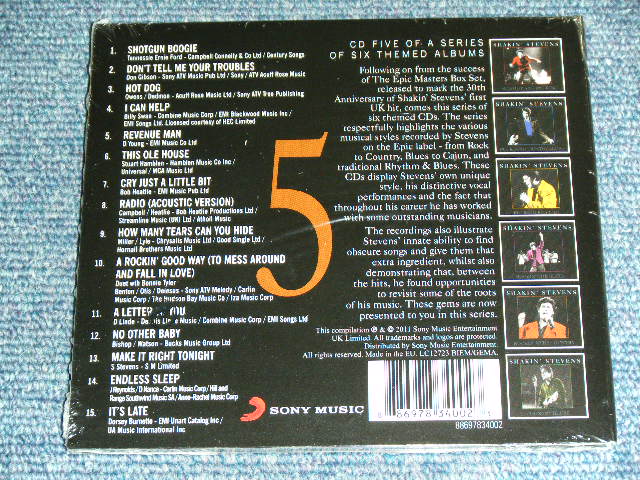 1. SHOTGUN BOOGIE
Tennessee Ernie Ford - Campbell Connelly & Co Ltd / Century Songs
2. DON'T TELL ME YOUR TROUBLES
Don Gibson - Sony ATV Music Pub Ltd / Sony / ATV Acuff Rose Music
3. HOT DOG
Owens / Dedmon - Acuff Rose Music Ltd / Sony ATV Tree Publishing
4. I CAN HELP
Billy Swan - Combine Music Corp / EMI Blackwood Music Inc /
EMI Songs Ltd. Licensed courtesy of HEC Limited
5. REVENUE MAN
D Young - EMI Music Co Ltd
6. THIS OLE HOUSE
Stuart Hamblen - Hamblen Music Co Inc /
Universal / MCA Music Ltd
7. CRY JUST A LITTLE BIT
Bob Heatlie - EMI Music Pub Ltd
8. RADIO (ACOUSTIC VERSION)
Campbell / Heatlie - Bob Heatlie Productions Ltd /
Streamline Music (UK) Ltd / Alholi Music
9. HOW MANY TEARS CAN YOU HIDE
Miller / Lyle - Chrysalis Music Ltd / Good Single Ltd /
Hornall Brothers Music Ltd
10. A ROCKIN' GOOD WAY (TO MESS AROUND
AND FALL IN LOVE)
Duet with Bonnie Tyler
Benton / Otis / Deinsus - Sony ATV Melody / Carlin
Music Corp / The Hudson Bay Music Co / Iza Music Corp
11. A LETTER YOU
D Linde - Dennis Linde Music / Combine Music Corp / EMI Songs Ltd
12. NO OTHER BABY
Bishop / Watson - Bucks Music Group Ltd
13. MAKE IT RIGHT TONIGHT
S Stevens - S M Limited
14. ENDLESS SLEEP
J Reynolds / D Nance - Carlin Music Corp / Hill and
Range Southwind Music SA / Anne-Rachel Music Corp
15. IT'S LATE
Dorsey Burnette - EMI Unart Catalog Inc /
UA Music International Inc
5
SONY MUSIC
CD FIVE OF A SERIES
OF SIX THEMED ALBUMS
Following on from the success
of The Epic Masters Box Set,
released to mark the 30th
Anniversary of Shakin' Stevens' first
UK hit, comes this series of
six themed CDs. The series
respectfully highlights the various
musical styles recorded by Stevens
on the Epic label - from Rock
to Country, Blues to Cajun, and
traditional Rhythm & Blues. These
CDs display Stevens' own unique
style, his distinctive vocal
performances and the fact that
throughout his career he has worked
with some outstanding musicians.
The recordings also illustrate
Stevens' innate ability to find
obscure songs and give them that
extra ingredient, whilst also
demonstrating that, between
the hits, he found opportunities
to revisit some of the roots
of his music. These gems are now
presented to you in this series.
This compilation ℗ & © 2011 Sony Music Entertainment
UK Limited. All trademarks and logos are protected.
Distributed by Sony Music Entertainment.
All rights reserved. Made in the EU. LC12723 BIEM/GEMA.
8 86978 34002
88697834002
SHAKIN' STEVENS
SHAKIN' STEVENS
SHAKIN' STEVENS
SHAKIN' STEVENS
SHAKIN' STEVENS
SHAKIN' STEVENS